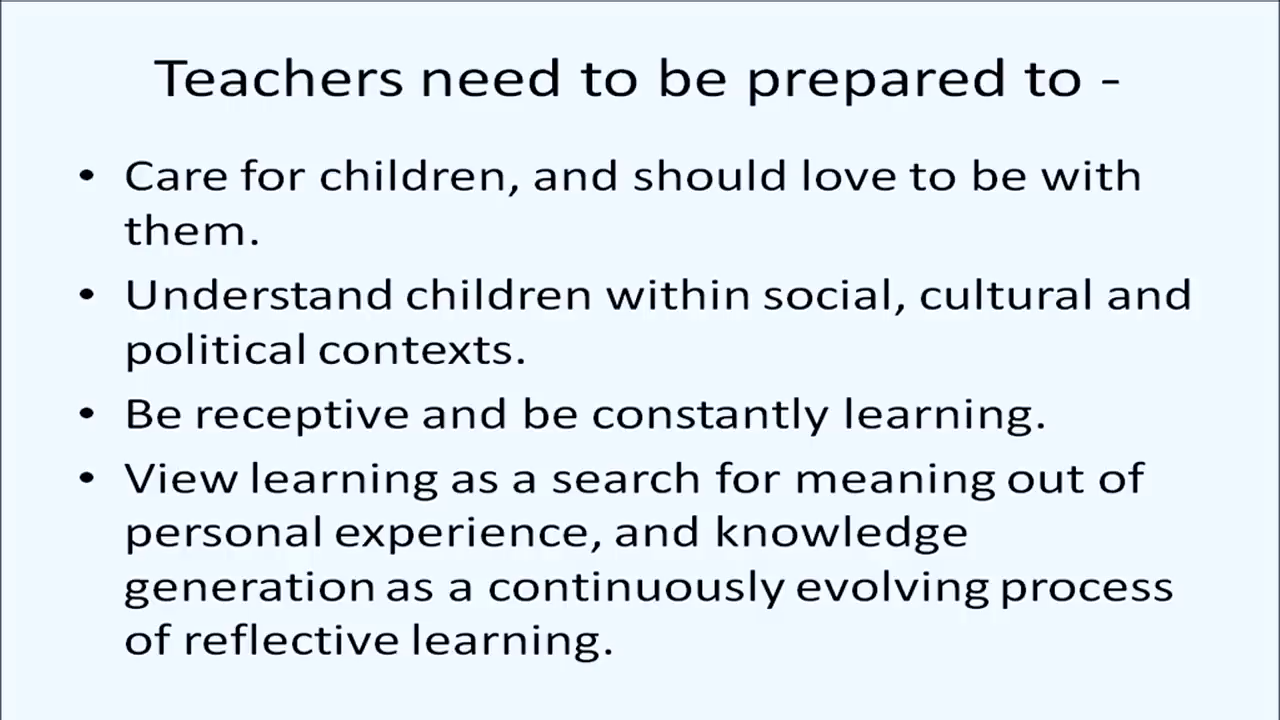 Teachers need to be prepared to -
• Care for children, and should love to be with
them.
• Understand children within social, cultural and
political contexts.
• Be receptive and be constantly learning.
• View learning as a search for meaning out of
personal experience, and knowledge
generation as a continuously evolving process
of reflective learning.